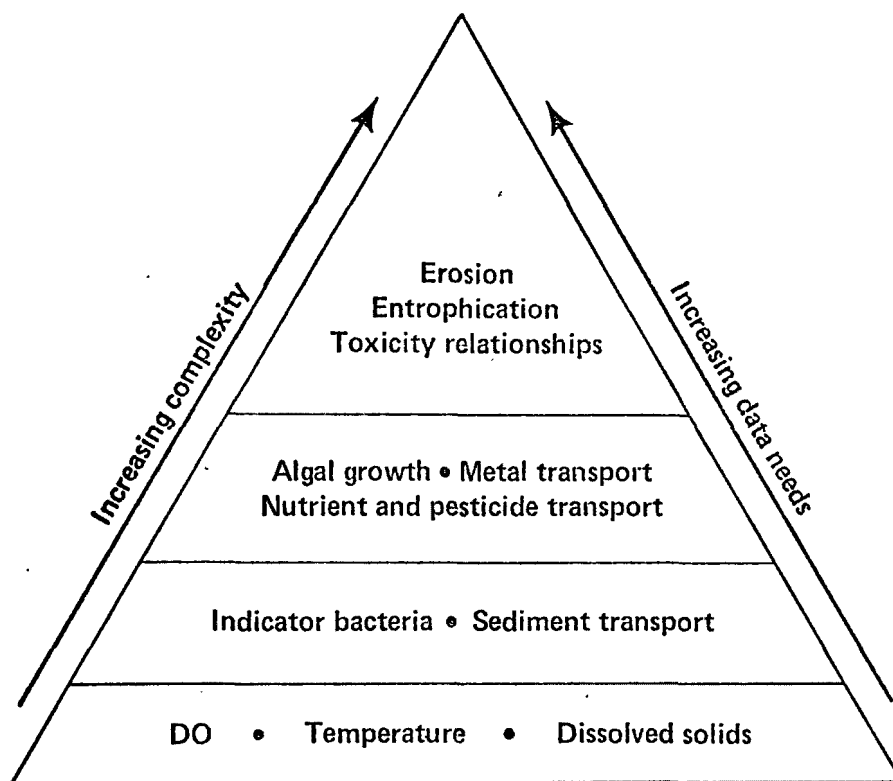 Erosion
Entrophication
Toxicity relationships
Increasing complexity
Increasing data needs
Algal growth • Metal transport
Nutrient and pesticide transport
Indicator bacteria • Sediment transport
DO • Temperature • Dissolved solids